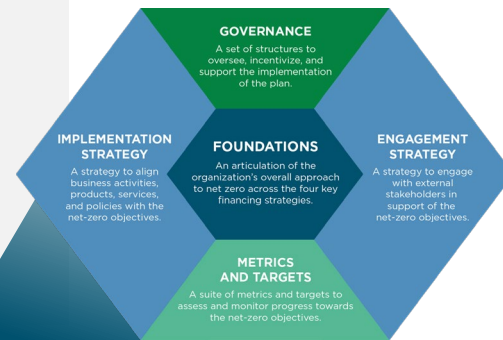 GOVERNANCE
A set of structures to
oversee, incentivize, and
support the implementation
of the plan.
IMPLEMENTATION
STRATEGY
A strategy to align
business activities,
products, services,
and policies with the
net-zero objectives.
FOUNDATIONS
An articulation of the
organization's overall approach
to net zero across the four key
financing strategies.
ENGAGEMENT
STRATEGY
A strategy to engage
with external
stakeholders in
support of the
net-zero objectives.
METRICS
AND TARGETS
A suite of metrics and targets to
assess and monitor progress towards
the net-zero objectives.